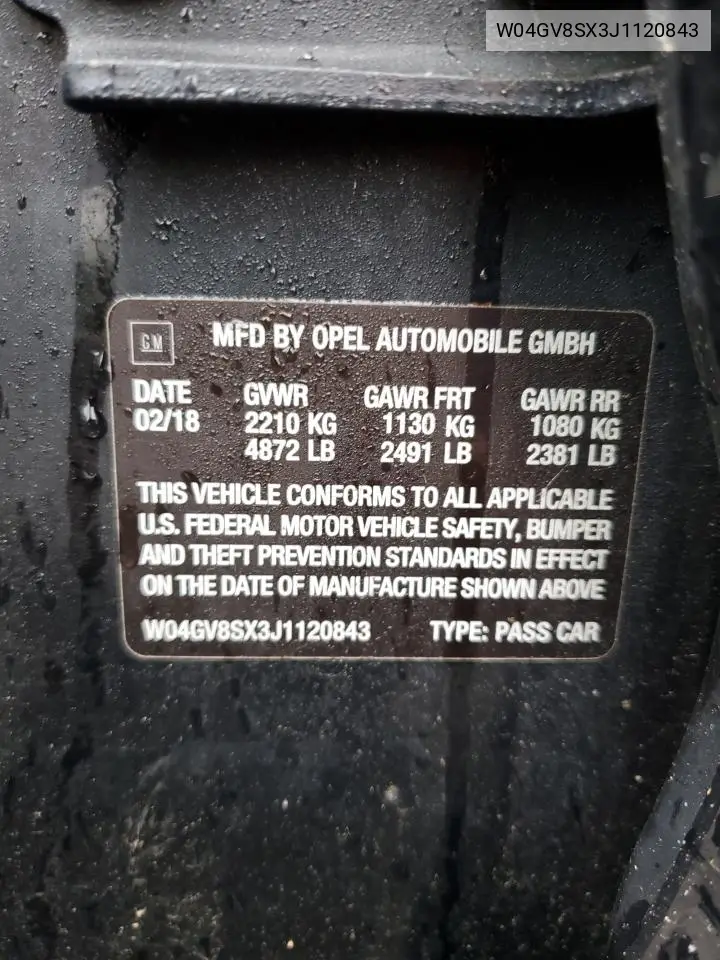 W04GV8SX3J1120843
GM MFD BY OPEL AUTOMOBILE GMBH
DATE GVWR GAWR FRT GAWR RR
02/18 2210 KG 1130 KG 1080 KG
4872 LB 2491 LB 2381 LB
THIS VEHICLE CONFORMS TO ALL APPLICABLE
U.S. FEDERAL MOTOR VEHICLE SAFETY, BUMPER
AND THEFT PREVENTION STANDARDS IN EFFECT
ON THE DATE OF MANUFACTURE SHOWN ABOVE
W04GV8SX3J1120843 TYPE: PASS CAR